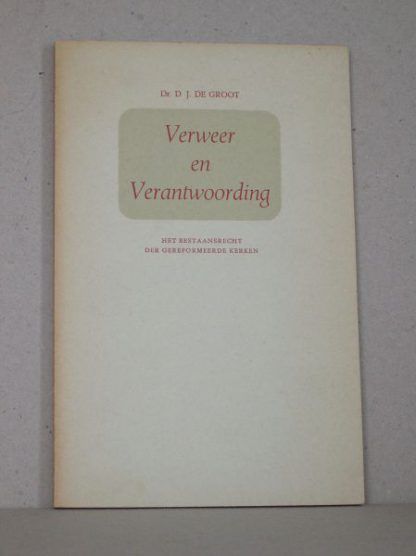 Dr. D. J. DE GROOT
Verweer
en
Verantwoording
HET BESTAANSRECHT
DER GEREFORMEERDE KERKEN